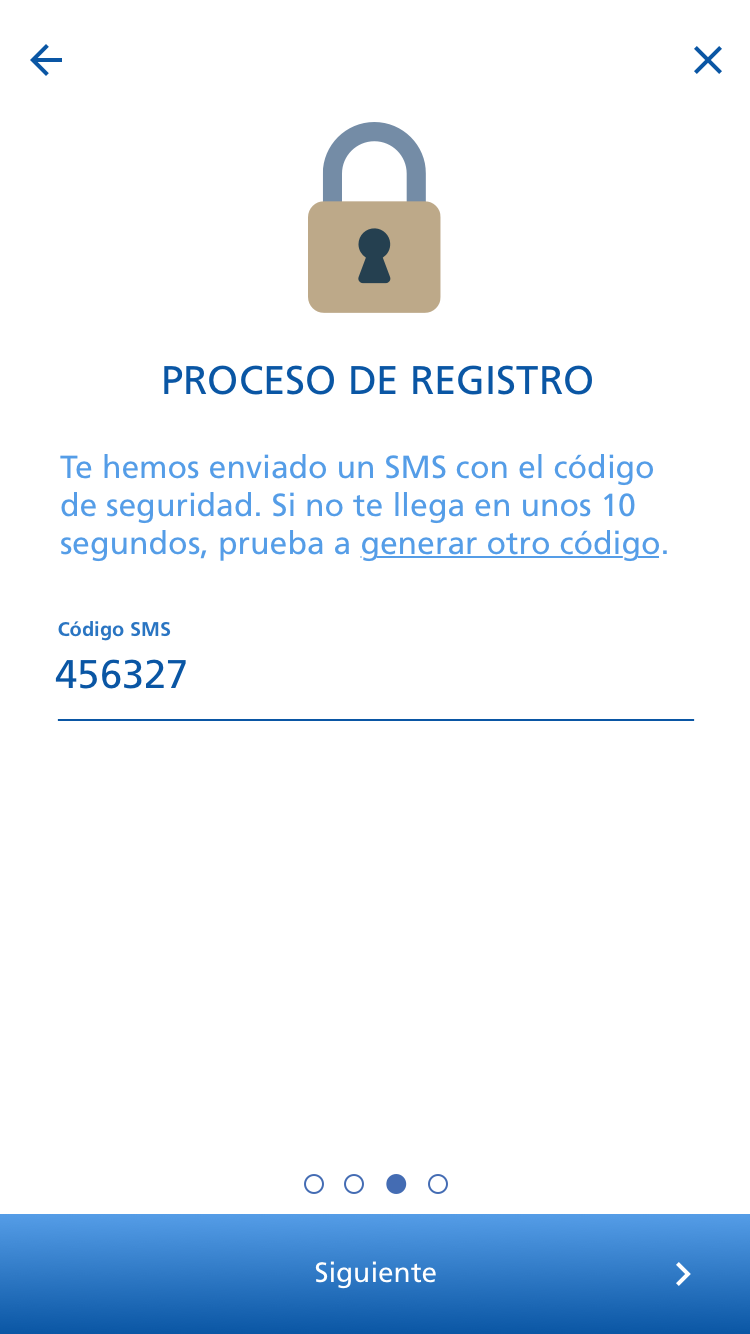 PROCESO DE REGISTRO
Te hemos enviado un SMS con el código
de seguridad. Si no te llega en unos 10
segundos, prueba a generar otro código.
Código SMS
456327
Siguiente